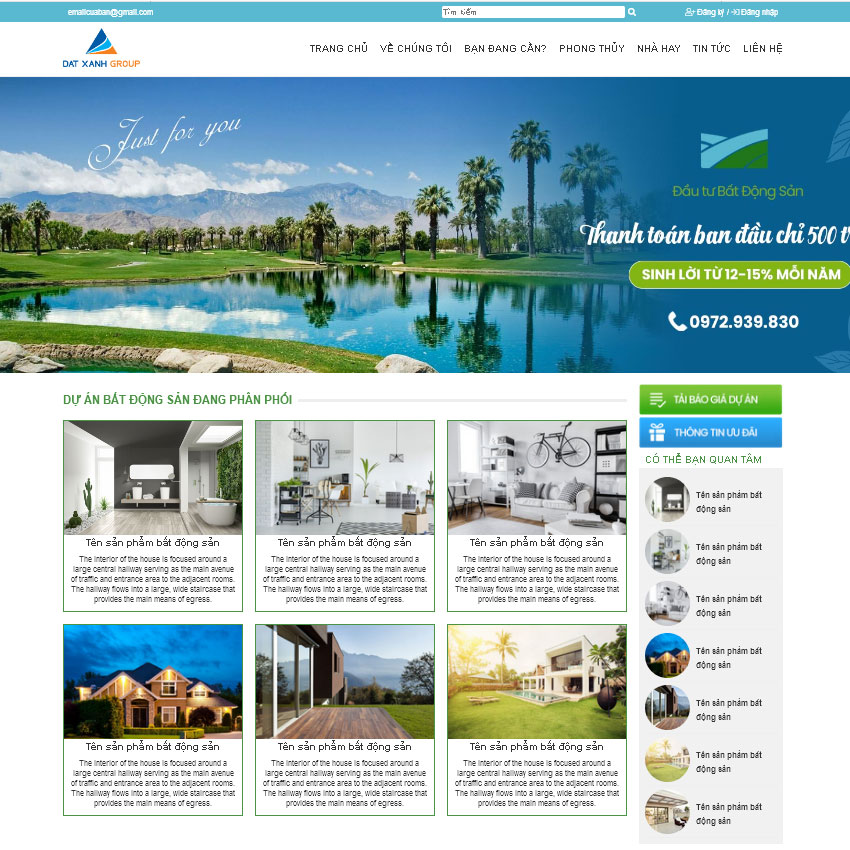 emailcuaban@gmail.com
Tìm kiếm
Đăng ký / Đăng nhập
DAT XANH GROUP
TRANG CHỦ VỀ CHÚNG TÔI BẠN ĐANG CẦN? PHONG THỦY NHÀ HAY TIN TỨC LIÊN HỆ
Just for you
Đầu tư Bất Động Sản
Thanh toán ban đầu chỉ 500 t
SINH LỜI TỪ 12-15% MỖI NĂM
0972.939.830
DỰ ÁN BẤT ĐỘNG SẢN ĐANG PHÂN PHỐI
Tên sản phẩm bất động sản
The interior of the house is focused around a
large central hallway serving as the main avenue
of traffic and entrance area to the adjacent rooms.
The hallway flows into a large, wide staircase that
provides the main means of egress.
Tên sản phẩm bất động sản
The interior of the house is focused around a
large central hallway serving as the main avenue
of traffic and entrance area to the adjacent rooms.
The hallway flows into a large, wide staircase that
provides the main means of egress.
Tên sản phẩm bất động sản
The interior of the house is focused around a
large central hallway serving as the main avenue
of traffic and entrance area to the adjacent rooms.
The hallway flows into a large, wide staircase that
provides the main means of egress.
Tên sản phẩm bất động sản
The interior of the house is focused around a
large central hallway serving as the main avenue
of traffic and entrance area to the adjacent rooms.
The hallway flows into a large, wide staircase that
provides the main means of egress.
Tên sản phẩm bất động sản
The interior of the house is focused around a
large central hallway serving as the main avenue
of traffic and entrance area to the adjacent rooms.
The hallway flows into a large, wide staircase that
provides the main means of egress.
Tên sản phẩm bất động sản
The interior of the house is focused around a
large central hallway serving as the main avenue
of traffic and entrance area to the adjacent rooms.
The hallway flows into a large, wide staircase that
provides the main means of egress.
TẢI BÁO GIÁ DỰ ÁN
THÔNG TIN ƯU ĐÃI
CÓ THỂ BẠN QUAN TÂM
Tên sản phẩm bất
động sản
Tên sản phẩm bất
động sản
Tên sản phẩm bất
động sản
Tên sản phẩm bất
động sản
Tên sản phẩm bất
động sản
Tên sản phẩm bất
động sản
Tên sản phẩm bất
động sản